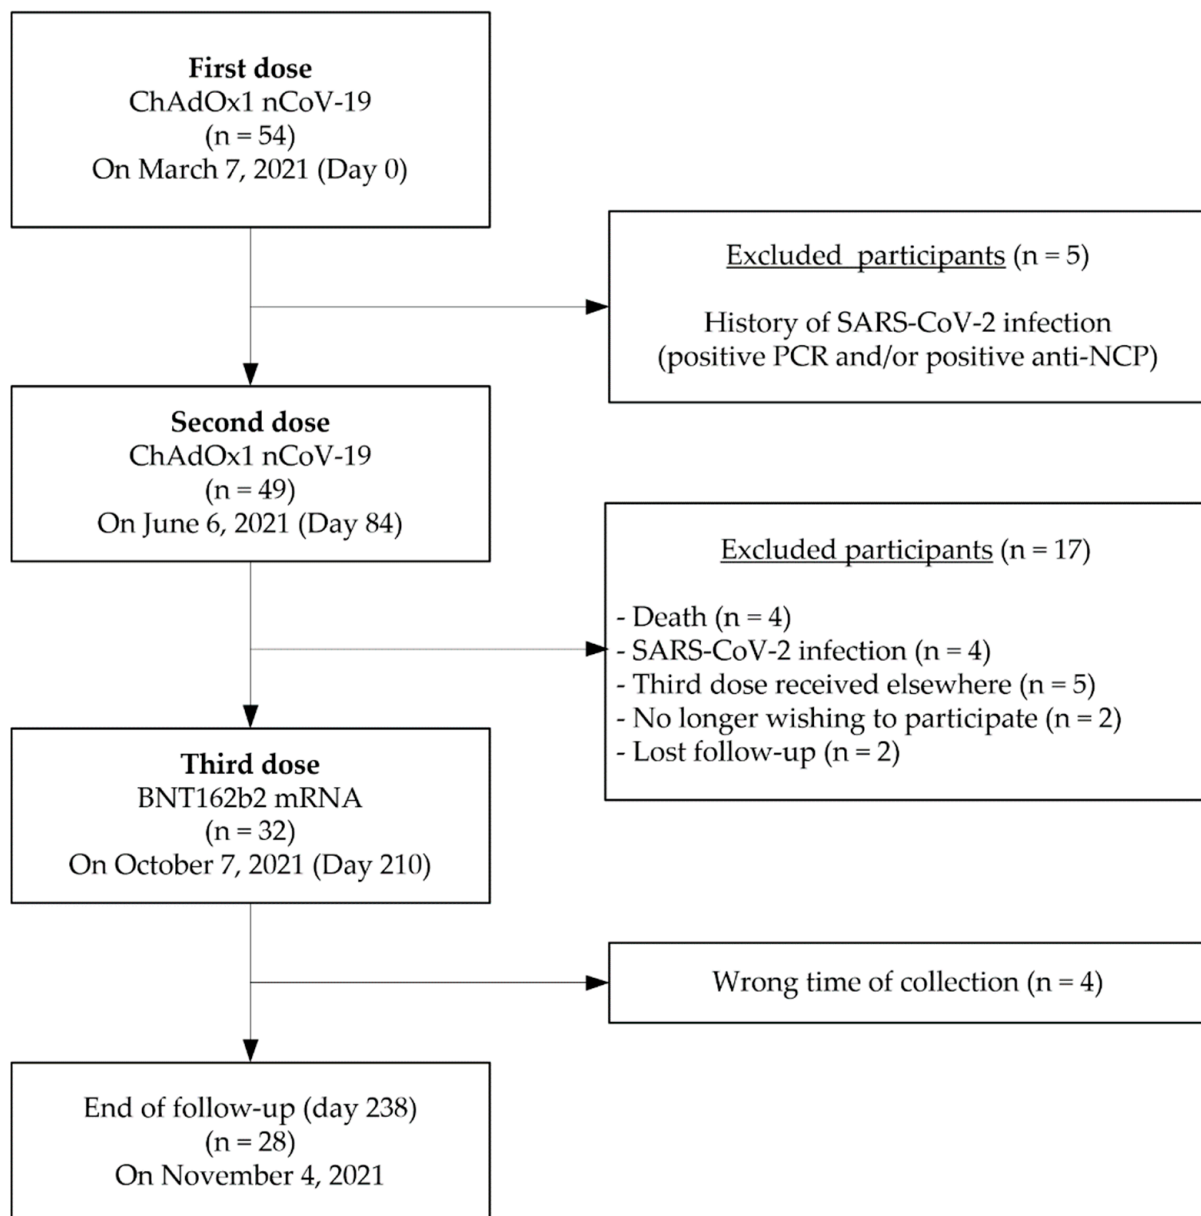 First dose
ChAdOx1 nCoV-19
(n = 54)
On March 7, 2021 (Day 0)
Excluded participants (n = 5)
History of SARS-CoV-2 infection
(positive PCR and/or positive anti-NCP)
Second dose
ChAdOx1 nCoV-19
(n = 49)
On June 6, 2021 (Day 84)
Excluded participants (n = 17)
- Death (n = 4)
- SARS-CoV-2 infection (n = 4)
- Third dose received elsewhere (n = 5)
- No longer wishing to participate (n = 2)
- Lost follow-up (n = 2)
Third dose
BNT162b2 mRNA
(n = 32)
On October 7, 2021 (Day 210)
Wrong time of collection (n = 4)
End of follow-up (day 238)
(n = 28)
On November 4, 2021